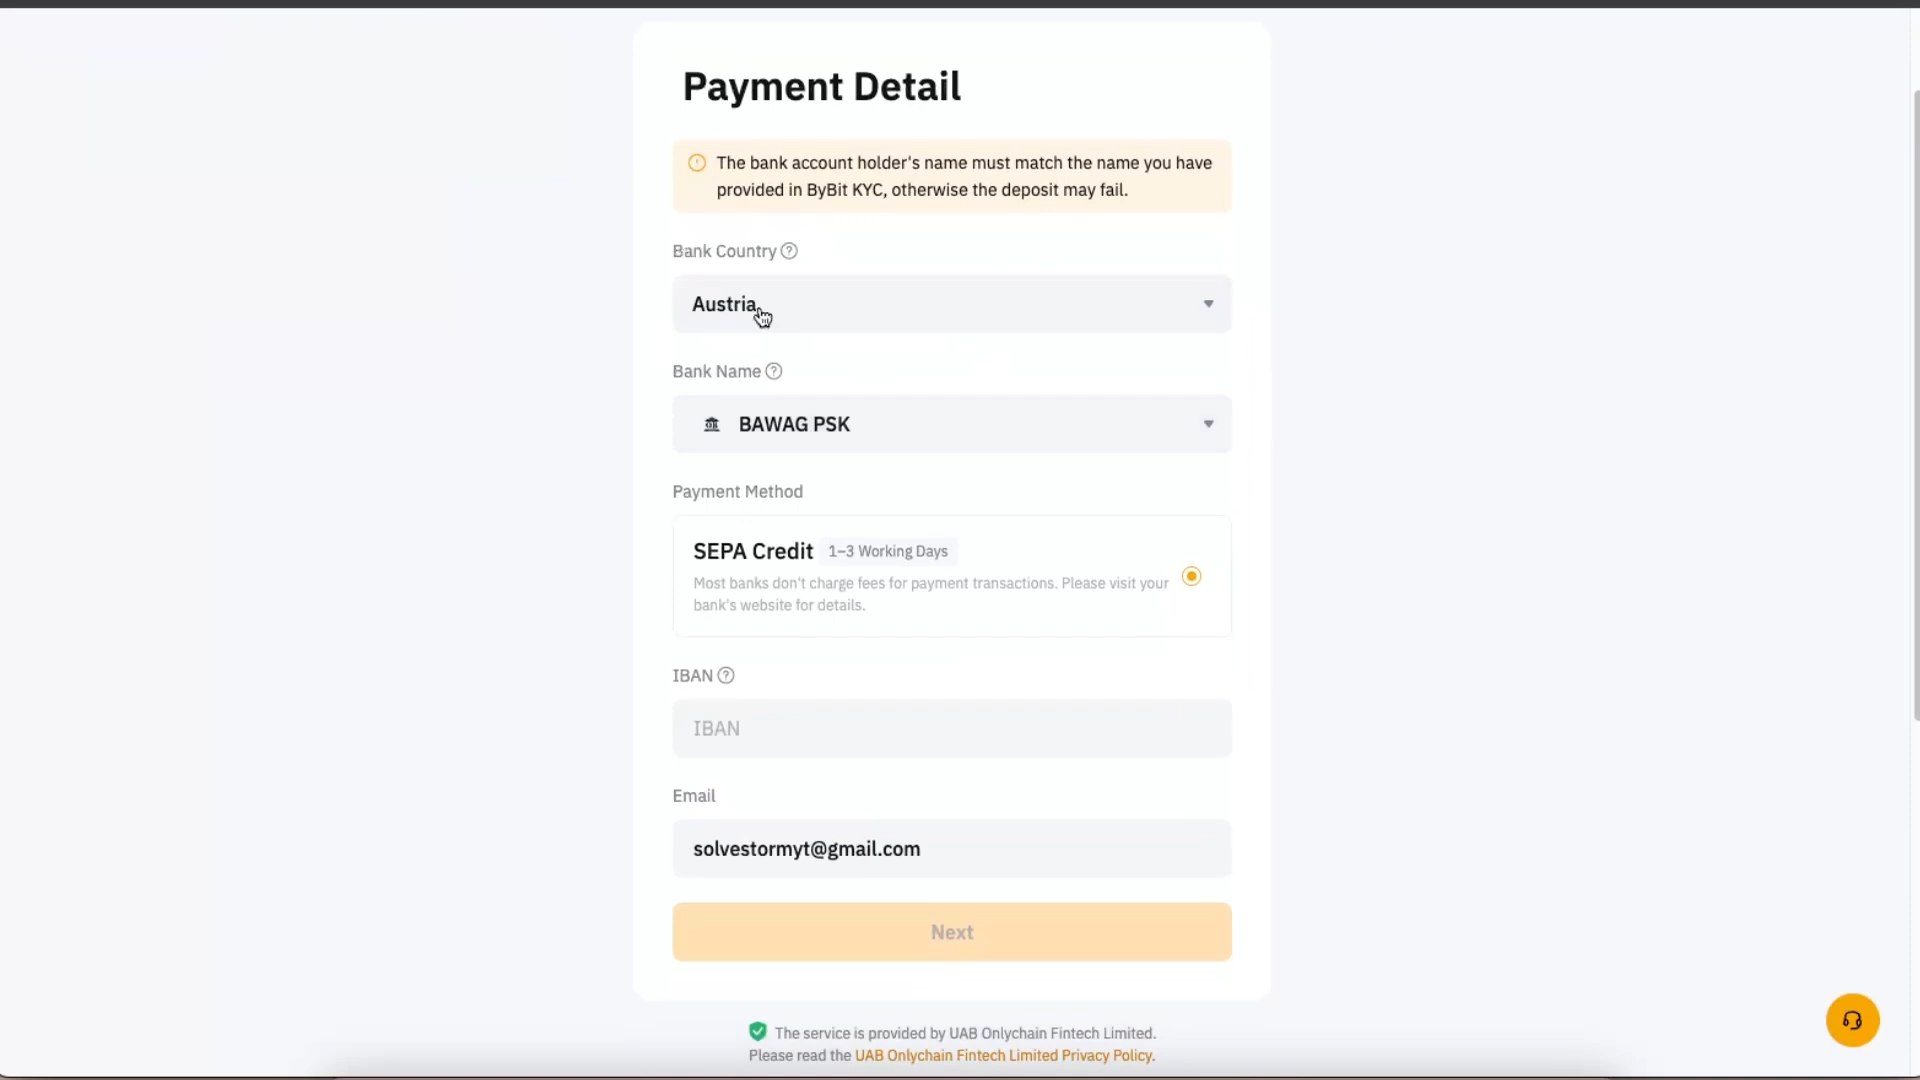 Payment Detail
The bank account holder's name must match the name you have
provided in ByBit KYC, otherwise the deposit may fail.
Bank Country
Austria
Bank Name
BAWAG PSK
Payment Method
SEPA Credit 1–3 Working Days
Most banks don't charge fees for payment transactions. Please visit your
bank's website for details.
IBAN
IBAN
Email
solvestormyt@gmail.com
Next
The service is provided by UAB Onlychain Fintech Limited.
Please read the UAB Onlychain Fintech Limited Privacy Policy.